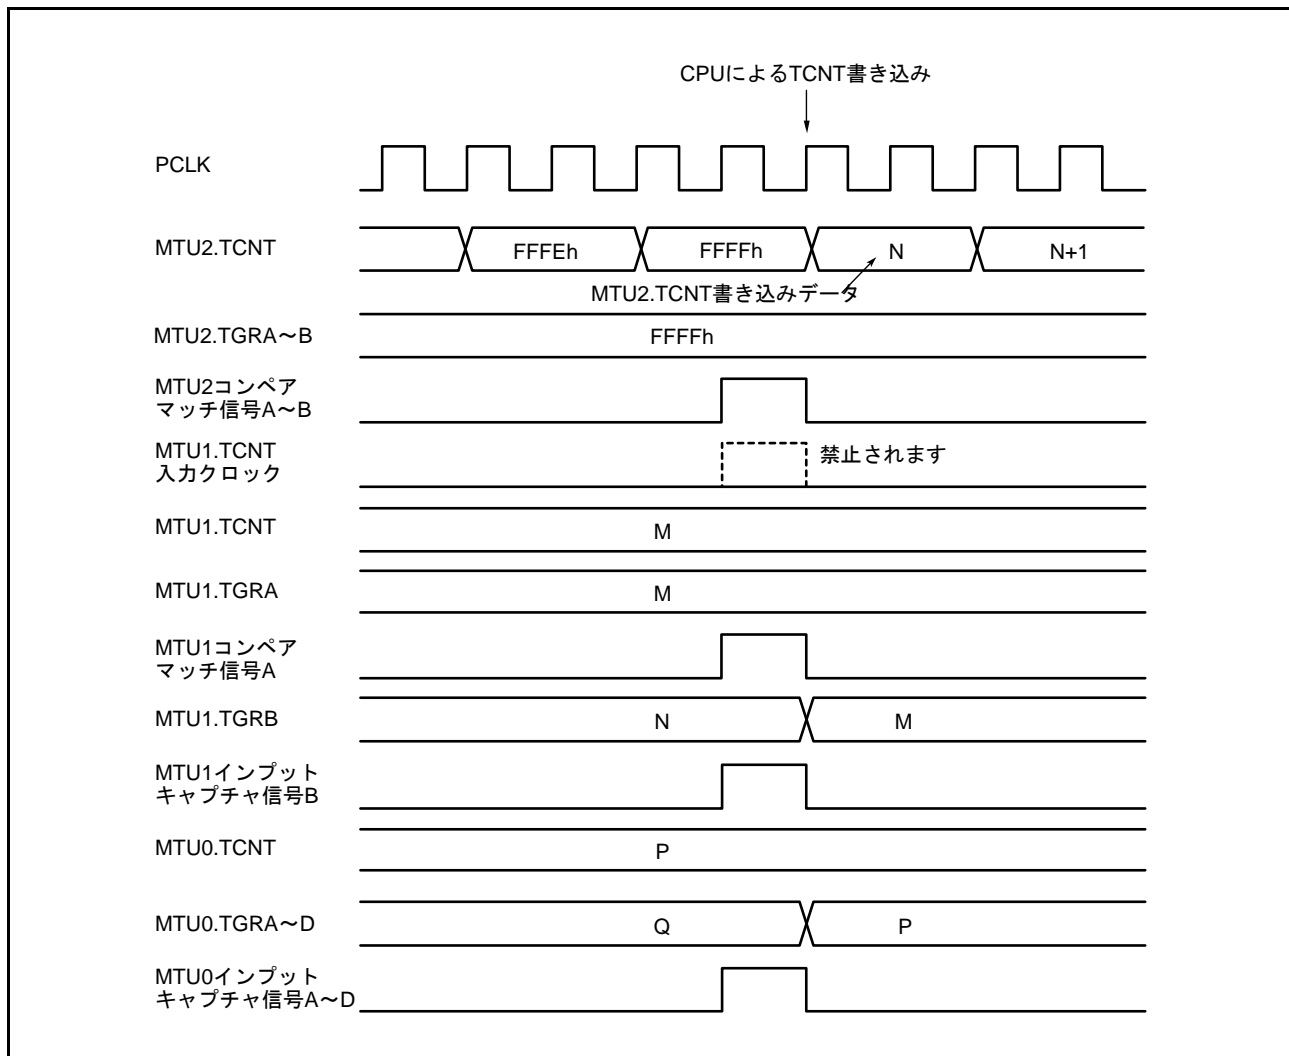 CPUによるTCNT書き込み
PCLK
MTU2.TCNT
FFFEh
FFFFh
N
N+1
MTU2.TCNT書き込みデータ
MTU2.TGRA～B
FFFFh
MTU2コンペア
マッチ信号A～B
MTU1.TCNT
入力クロック
禁止されます
MTU1.TCNT
M
MTU1.TGRA
M
MTU1コンペア
マッチ信号A
MTU1.TGRB
N
M
MTU1インプット
キャプチャ信号B
MTU0.TCNT
P
MTU0.TGRA～D
Q
P
MTU0インプット
キャプチャ信号A～D